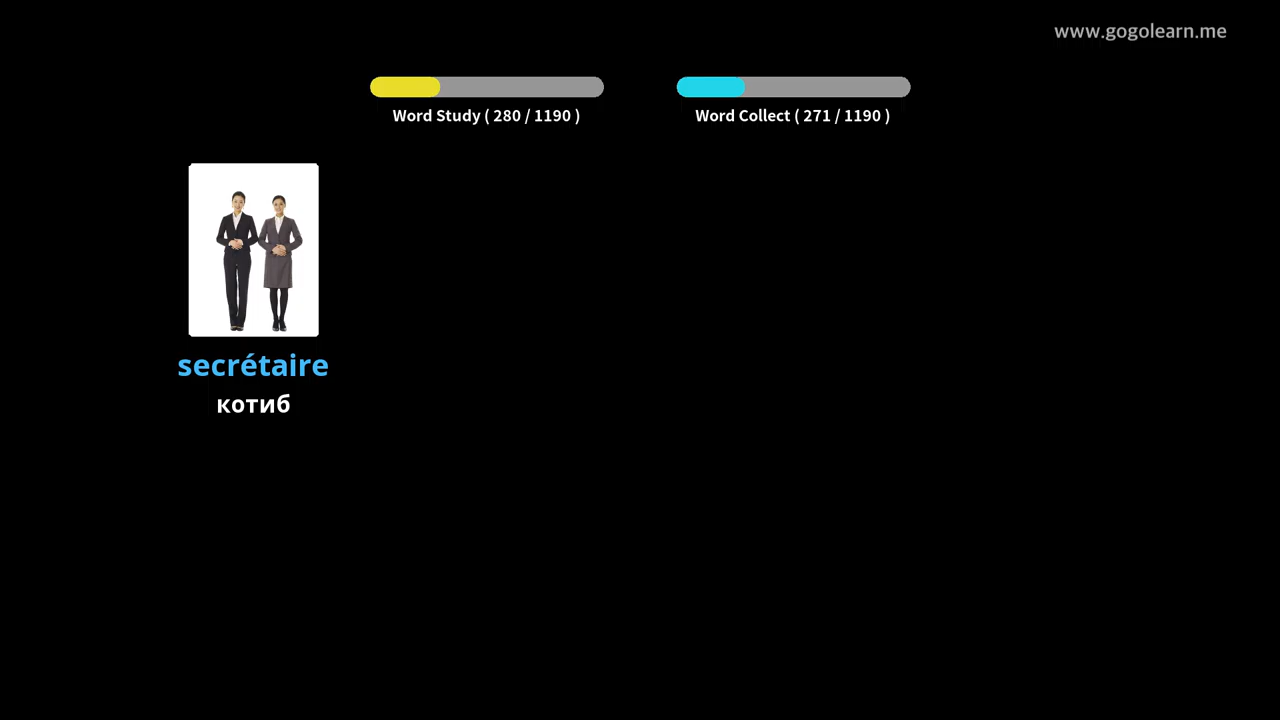 www.gogolearn.me
Word Study ( 280 / 1190 )
Word Collect ( 271 / 1190 )
secrétaire
котиб